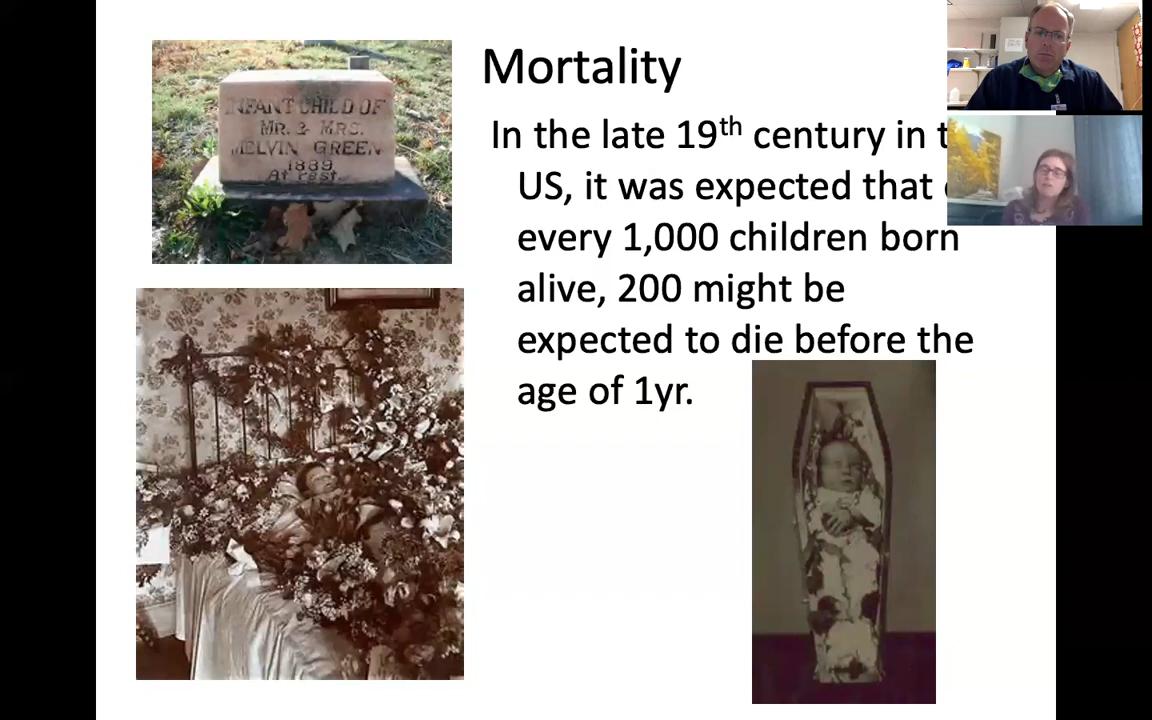 INFANT CHILD OF
MR. & MRS.
MELVIN GREEN
1889
At rest
Mortality
In the late 19th century in
US, it was expected that
every 1,000 children born
alive, 200 might be
expected to die before the
age of 1yr.